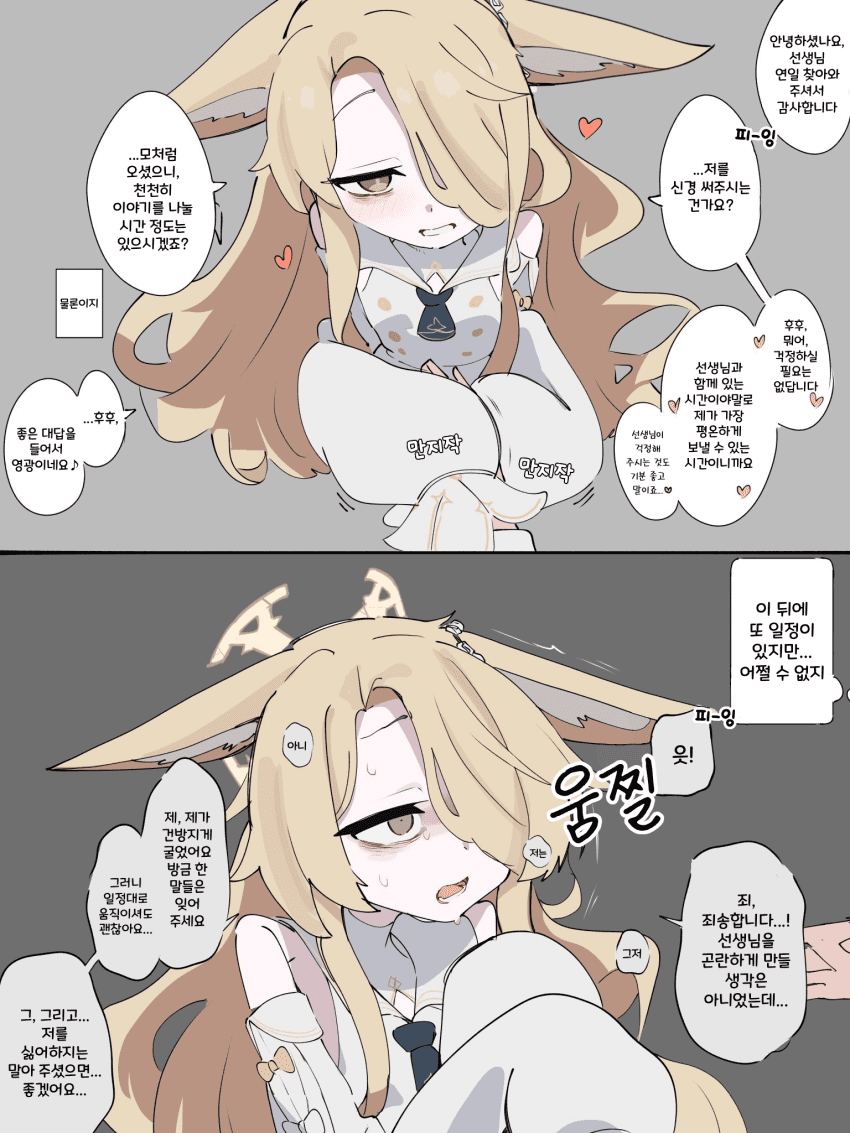 안녕하셨나요,
선생님
연일 찾아와
주셔서
감사합니다
피-잉
...저를
신경 써주시는
건가요?
후후,
뭐어,
걱정하실
필요는
없답니다
선생님과
함께 있는
시간이야말로
제가 가장
평온하게
보낼 수 있는
시간이니까요
선생님이
걱정해
주시는 것도
기분 좋고
말이죠...♥
...모처럼
오셨으니,
천천히
이야기를 나눌
시간 정도는
있으시겠죠?
물론이지
...후후,
좋은 대답을
들어서
영광이네요♪
만지작
만지작
이 뒤에
또 일정이
있지만...
어쩔 수 없지
피-잉
읏!
움찔
죄,
죄송합니다...!
선생님을
곤란하게 만들
생각은
아니었는데...
아니
저는
그저
제, 제가
건방지게
굴었어요
방금 한
말들은
잊어
주세요
그러니
일정대로
움직이셔도
괜찮아요...
그, 그리고...
저를
싫어하지는
말아 주셨으면...
좋겠어요...